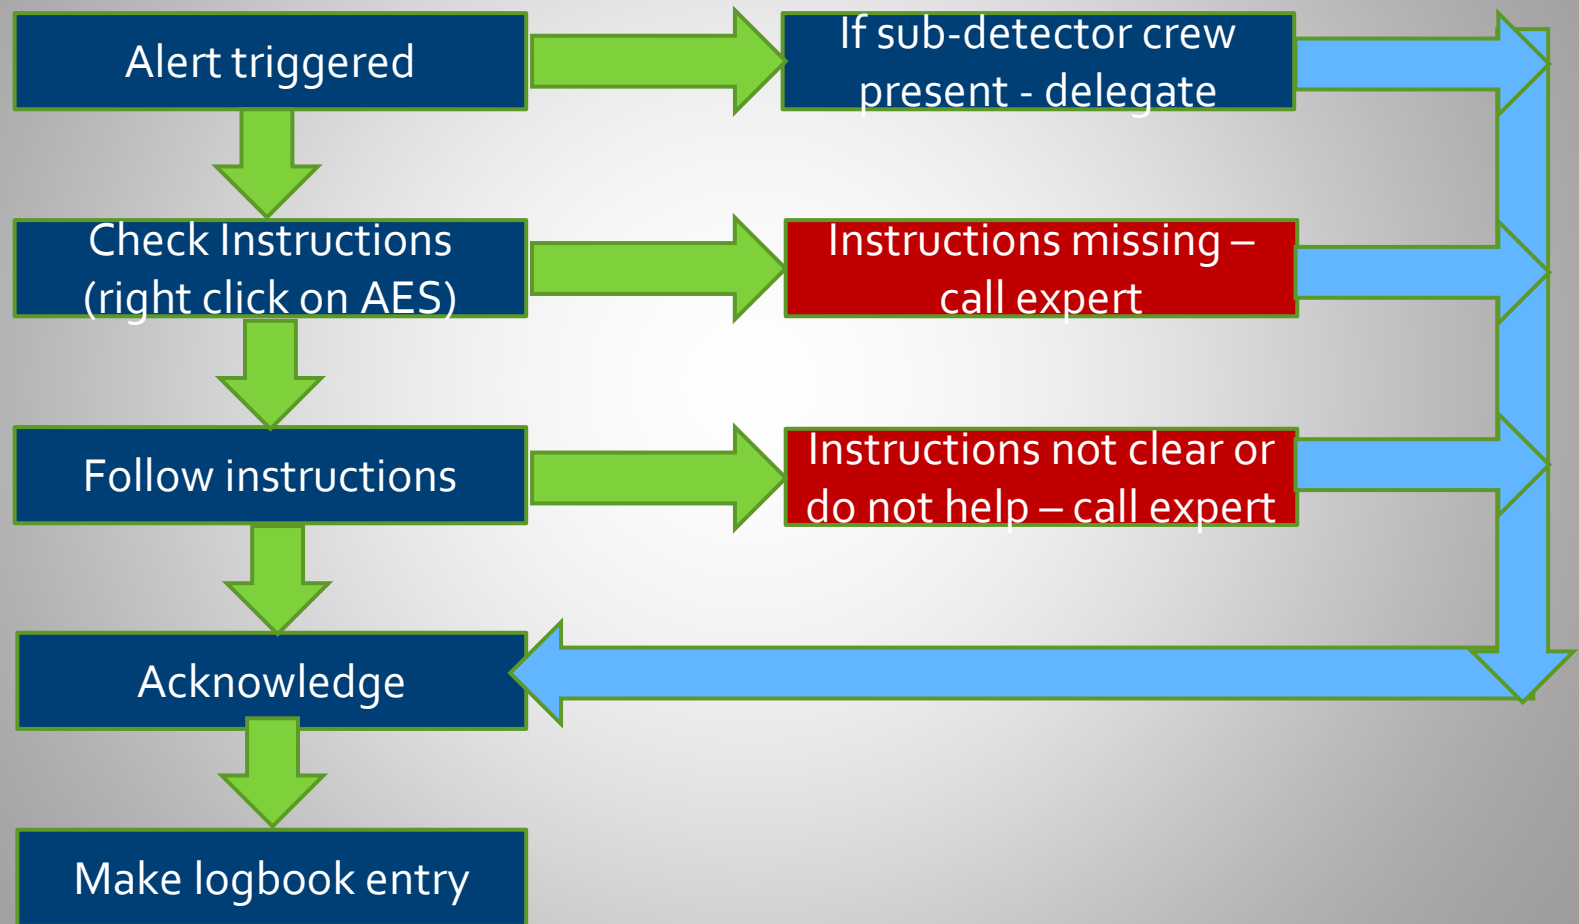 Alert triggered
If sub-detector crew
present - delegate
Check Instructions
(right click on AES)
Instructions missing –
call expert
Follow instructions
Instructions not clear or
do not help – call expert
Acknowledge
Make logbook entry